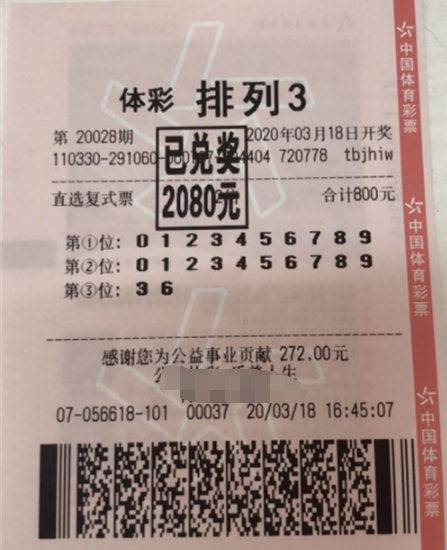 体彩 排列3
第 20028期 2020年03月18日开奖
110330-291060- 4404 720778 tbjhiw
已兑奖
2080元
直选复式票 合计800元
第①位: 0 1 2 3 4 5 6 7 8 9
第②位: 0 1 2 3 4 5 6 7 8 9
第③位: 3 6
感谢您为公益事业贡献 272.00元
07-056618-101 00037 20/03/18 16:45:07
中国体育彩票
中国体育彩票
中国体育彩票